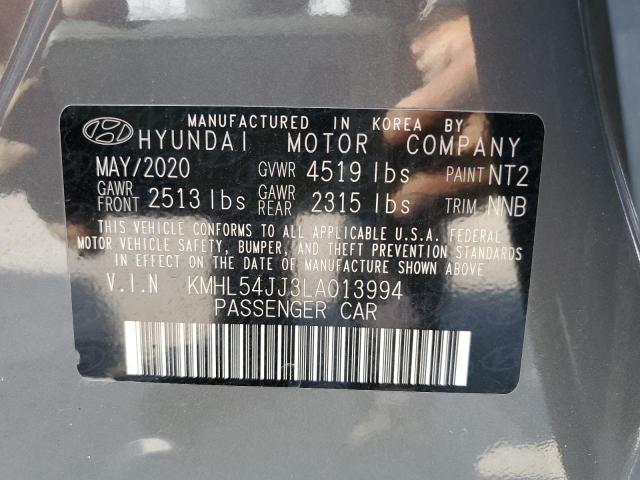 MANUFACTURED IN KOREA BY
HYUNDAI MOTOR COMPANY
MAY/2020 GVWR 4519 lbs PAINT NT2
GAWR FRONT 2513 lbs GAWR REAR 2315 lbs TRIM NNB
THIS VEHICLE CONFORMS TO ALL APPLICABLE U.S.A. FEDERAL
MOTOR VEHICLE SAFETY, BUMPER, AND THEFT PREVENTION STANDARDS
IN EFFECT ON THE DATE OF MANUFACTURE SHOWN ABOVE.
V.I.N KMHL54JJ3LA013994
PASSENGER CAR